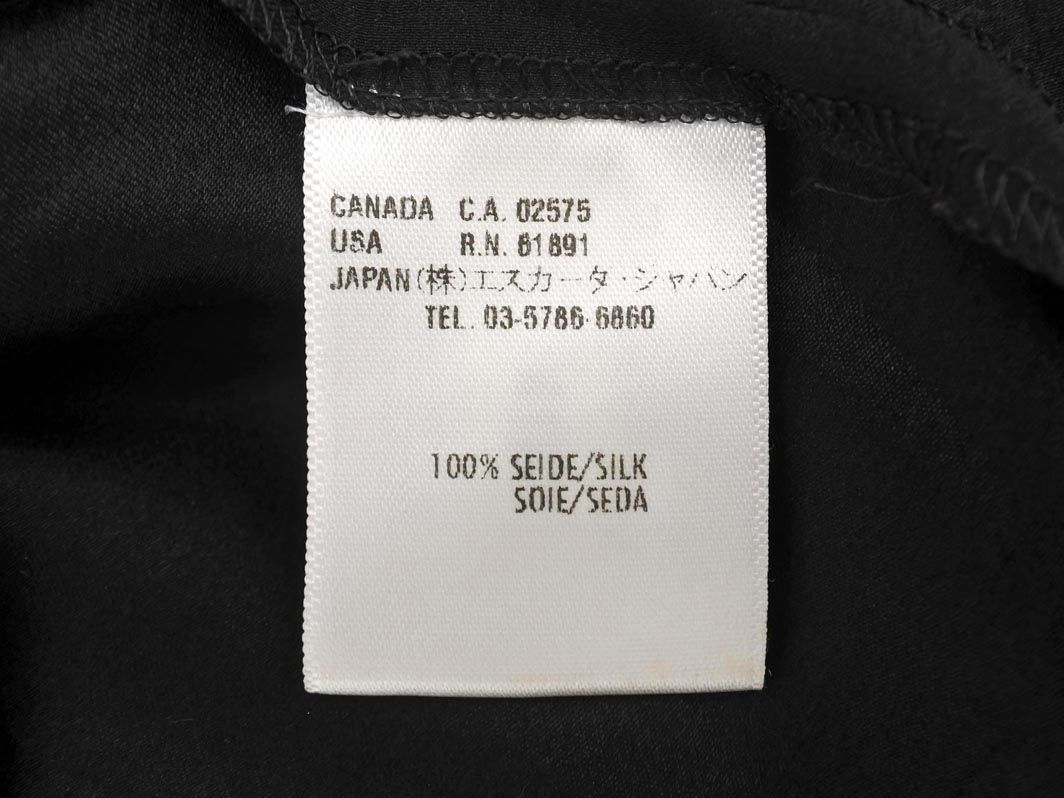 CANADA C.A. 02575
USA R.N. 61891
JAPAN(株)エスカーダ・ジャパン
TEL. 03-5786-6860
100% SEIDE/SILK
SOIE/SEDA